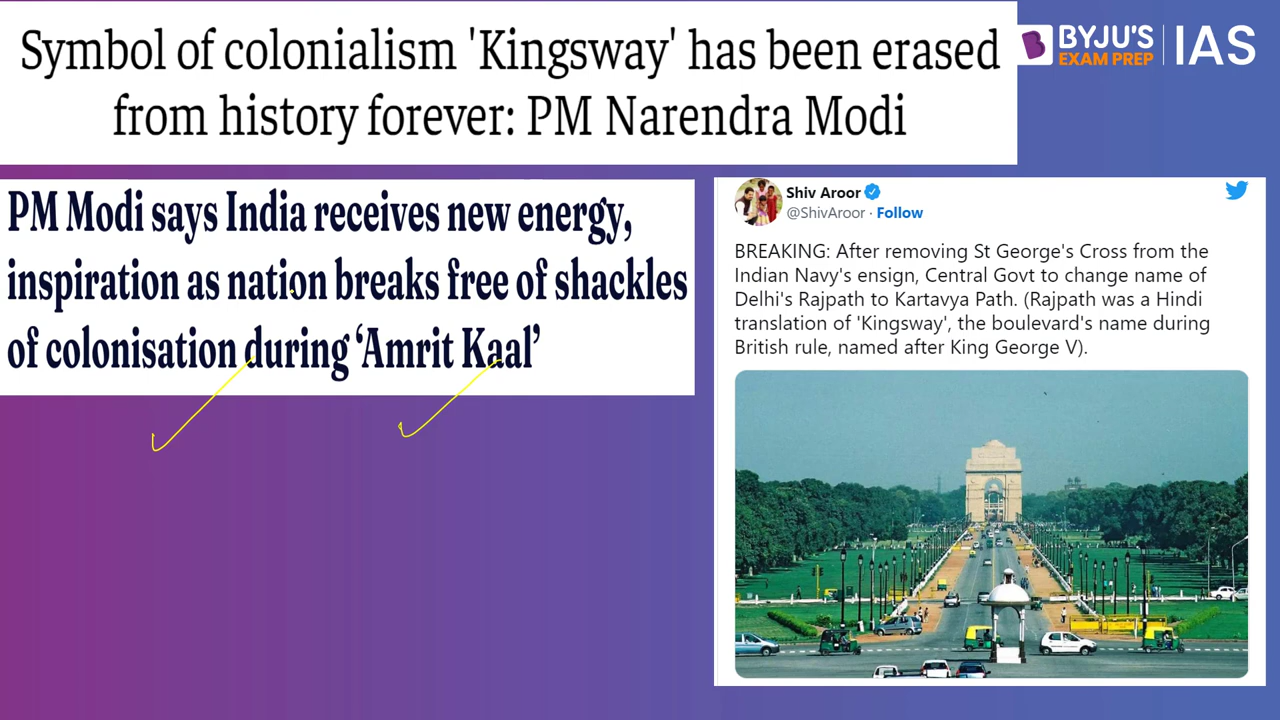 Symbol of colonialism 'Kingsway' has been erased
from history forever: PM Narendra Modi
BYJU'S
EXAM PREP
IAS
PM Modi says India receives new energy,
inspiration as nation breaks free of shackles
of colonisation during ‘Amrit Kaal’
Shiv Aroor
@ShivAroor · Follow
BREAKING: After removing St George's Cross from the
Indian Navy's ensign, Central Govt to change name of
Delhi's Rajpath to Kartavya Path. (Rajpath was a Hindi
translation of 'Kingsway', the boulevard's name during
British rule, named after King George V).